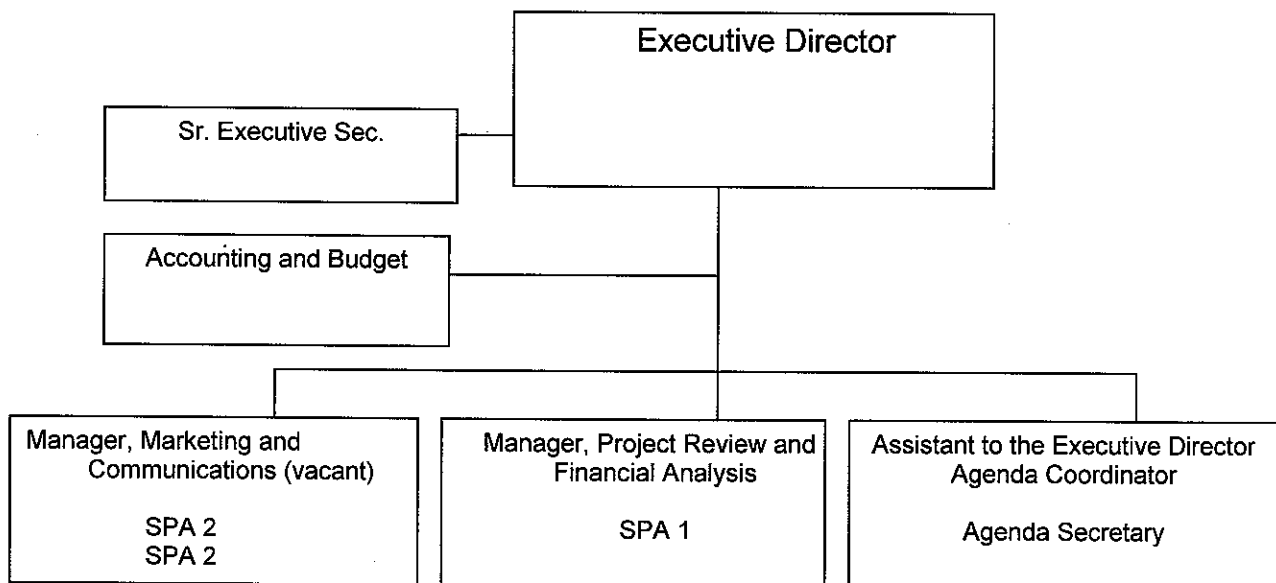 Executive Director
Sr. Executive Sec.
Accounting and Budget
Manager, Marketing and
Communications (vacant)
SPA 2
SPA 2
Manager, Project Review and
Financial Analysis
SPA 1
Assistant to the Executive Director
Agenda Coordinator
Agenda Secretary